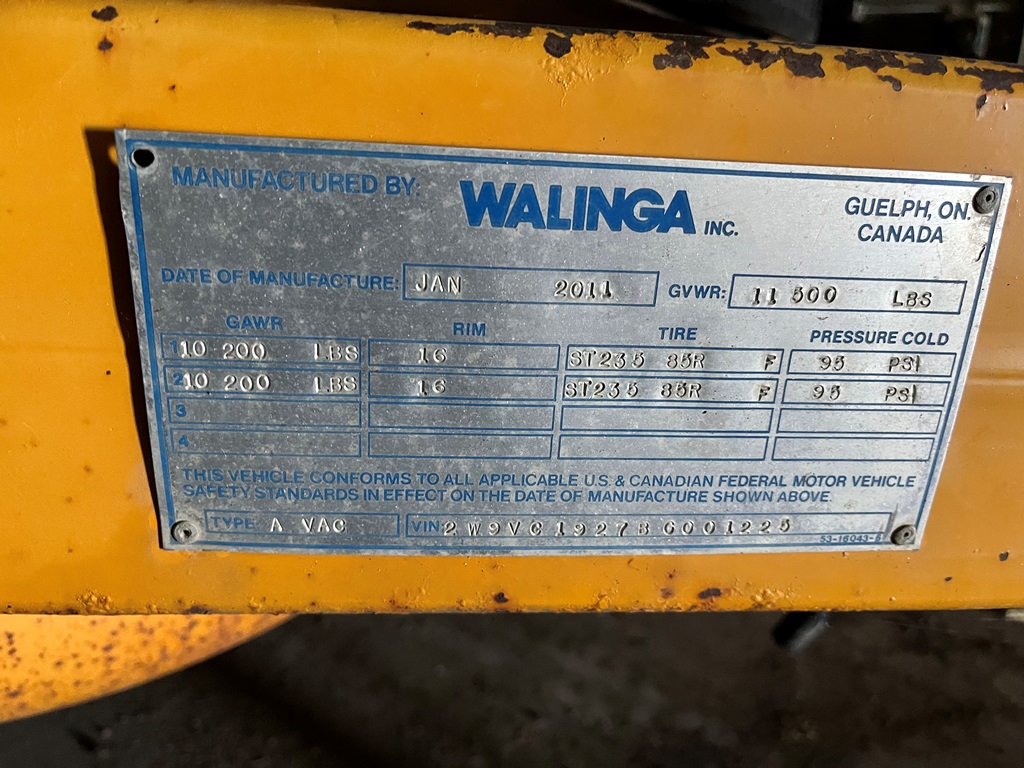 MANUFACTURED BY: WALINGA INC. GUELPH, ON. CANADA
DATE OF MANUFACTURE: JAN 2011 GVWR: 11 500 LBS
GAWR RIM TIRE PRESSURE COLD
1 10 200 LBS 16 ST235 85R F 95 PSI
2 10 200 LBS 16 ST235 85R F 95 PSI
3
4
THIS VEHICLE CONFORMS TO ALL APPLICABLE U.S. & CANADIAN FEDERAL MOTOR VEHICLE
SAFETY STANDARDS IN EFFECT ON THE DATE OF MANUFACTURE SHOWN ABOVE.
TYPE A VAC VIN 2W9VC1927BG001225